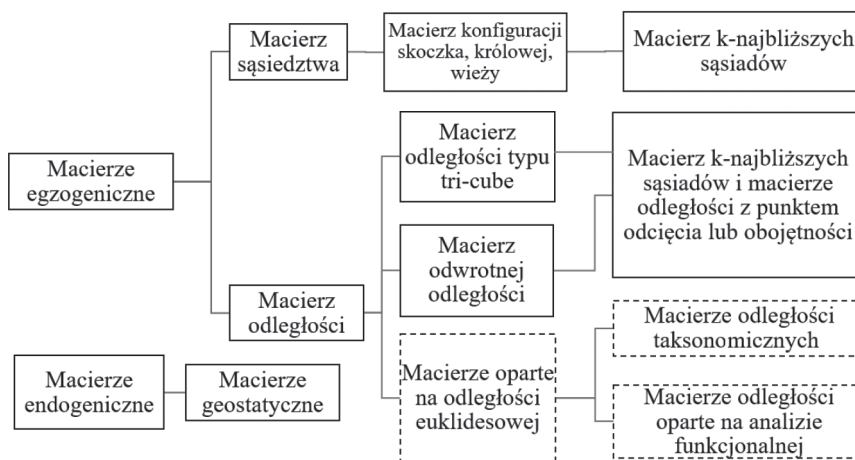 Macierz
sąsiedztwa
Macierz konfiguracji
skoczka, królowej,
wieży
Macierz k-najbliższych
sąsiadów
Macierze
egzogeniczne
Macierz
odległości typu
tri-cube
Macierz k-najbliższych
sąsiadów i macierze
odległości z punktem
odcięcia lub obojętności
Macierz
odwrotnej
odległości
Macierz
odległości
Macierze odległości
taksonomicznych
Macierze oparte
na odległości
euklidesowej
Macierze odległości
oparte na analizie
funkcjonalnej
Macierze
endogeniczne
Macierze
geostatyczne